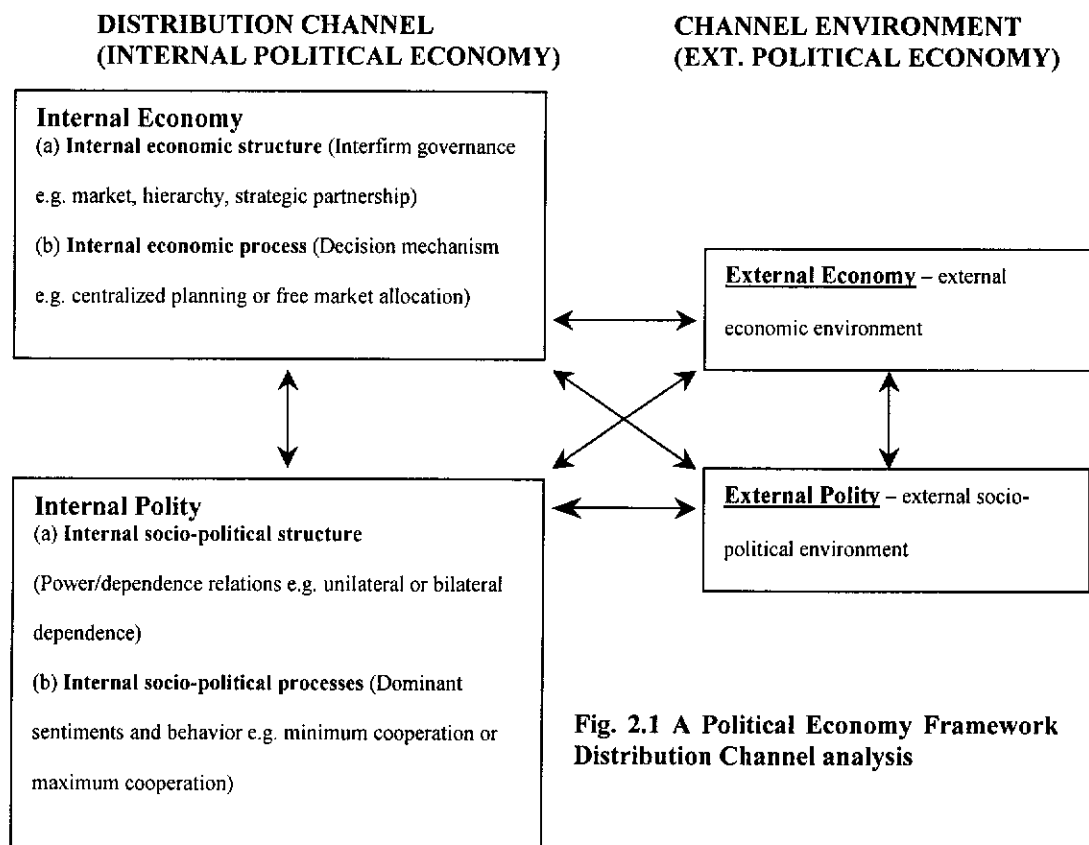 DISTRIBUTION CHANNEL
(INTERNAL POLITICAL ECONOMY)
CHANNEL ENVIRONMENT
(EXT. POLITICAL ECONOMY)
Internal Economy
(a) Internal economic structure (Interfirm governance
e.g. market, hierarchy, strategic partnership)
(b) Internal economic process (Decision mechanism
e.g. centralized planning or free market allocation)
External Economy – external
economic environment
Internal Polity
(a) Internal socio-political structure
(Power/dependence relations e.g. unilateral or bilateral
dependence)
(b) Internal socio-political processes (Dominant
sentiments and behavior e.g. minimum cooperation or
maximum cooperation)
External Polity – external socio-
political environment
Fig. 2.1 A Political Economy Framework
Distribution Channel analysis